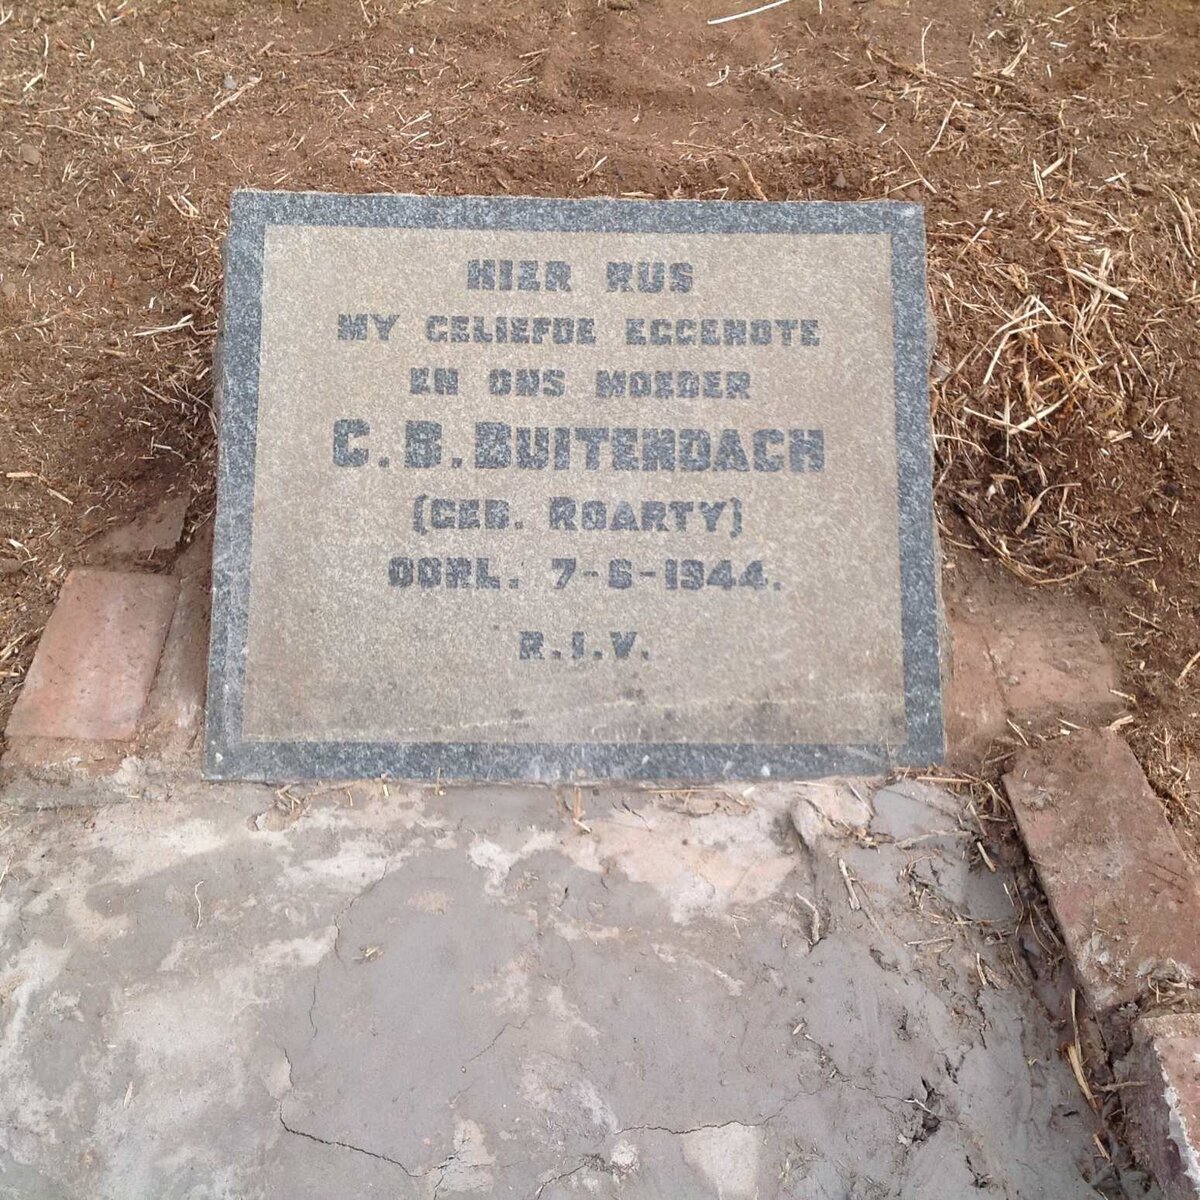 HIER RUS
MY GELIEFDE EGGENOTE
EN ONS MOEDER
C. B. BUITENDACH
(GEB. ROARTY)
OORL. 7-6-1944.
R.I.V.